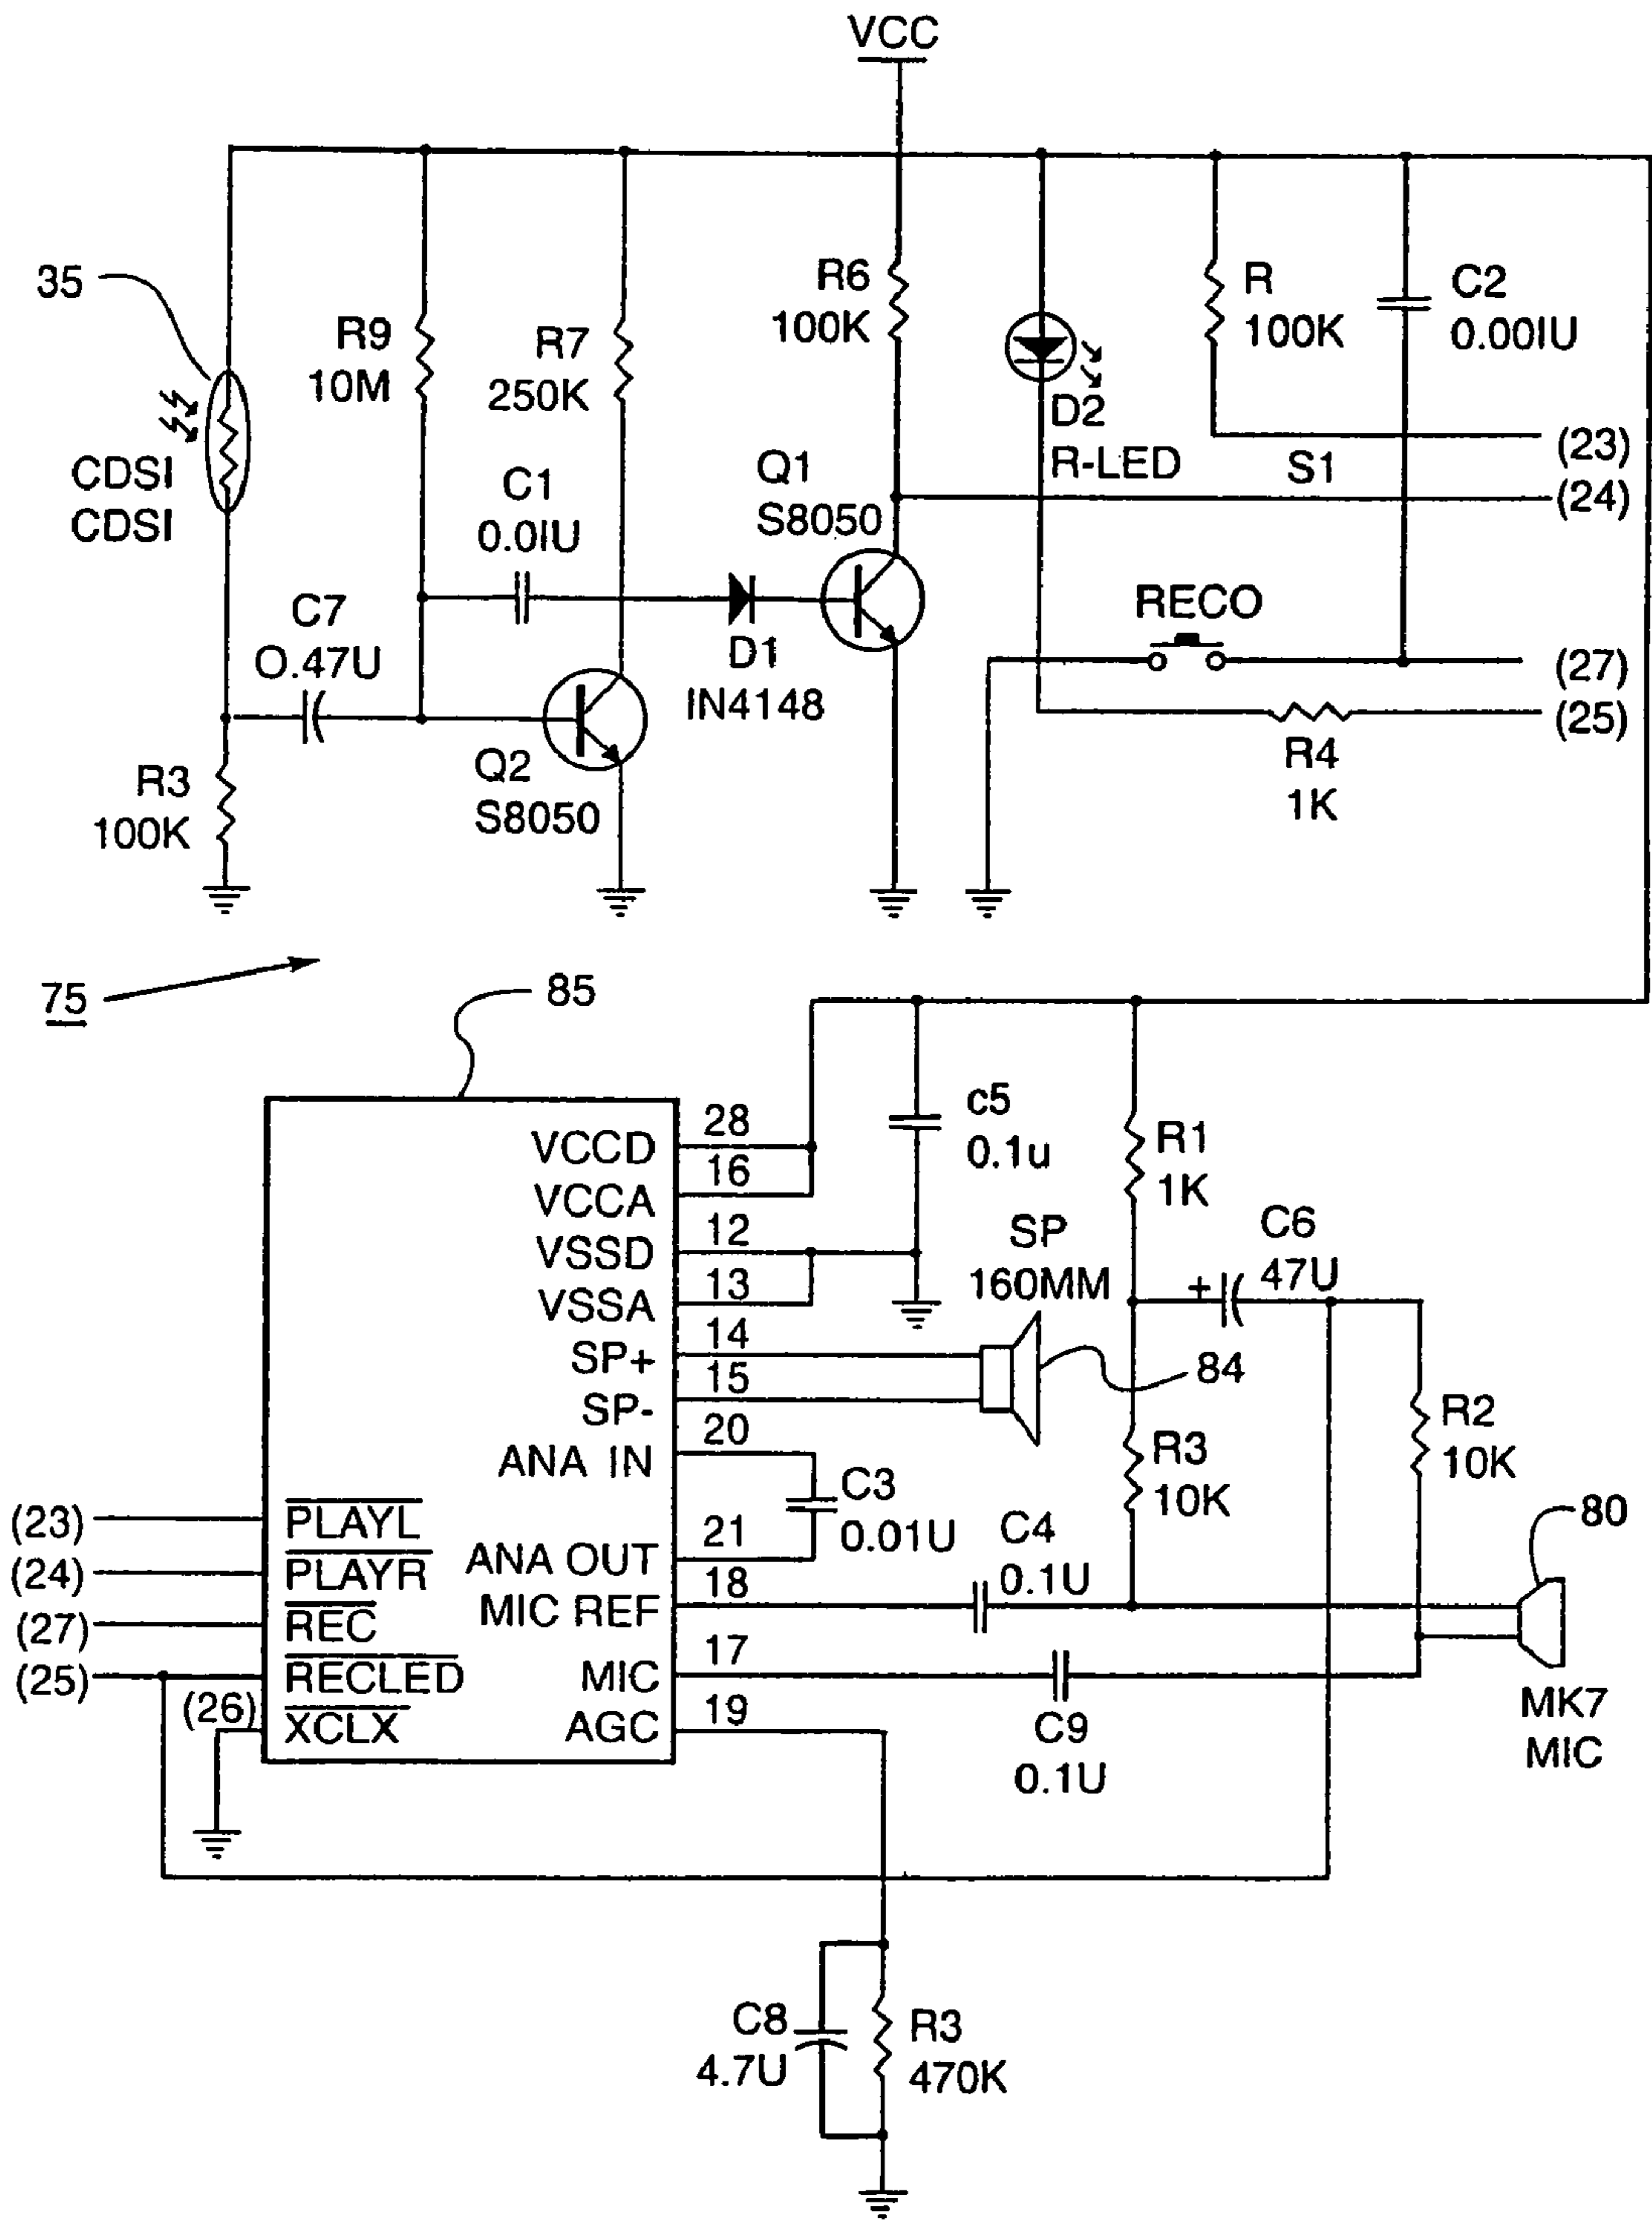 VCC
35
R9
10M
R7
250K
R6
100K
R
100K
C2
0.00IU
CDSI
CDSI
C1
0.0IU
Q1
S8050
D2
R-LED
S1
(23)
(24)
C7
O.47U
D1
IN4148
RECO
(27)
(25)
R4
1K
R3
100K
Q2
S8050
75
85
VCCD
28
VCCA
16
VSSD
12
VSSA
13
SP+
14
SP-
15
ANA IN
20
ANA OUT
21
MIC REF
18
MIC
17
AGC
19
c5
0.1u
R1
1K
SP
160MM
C6
+
47U
84
R3
10K
R2
10K
C3
0.01U
C4
0.1U
80
(23)
PLAYL
(24)
PLAYR
(27)
REC
(25)
RECLED
(26)
XCLX
C9
0.1U
MK7
MIC
C8
4.7U
R3
470K